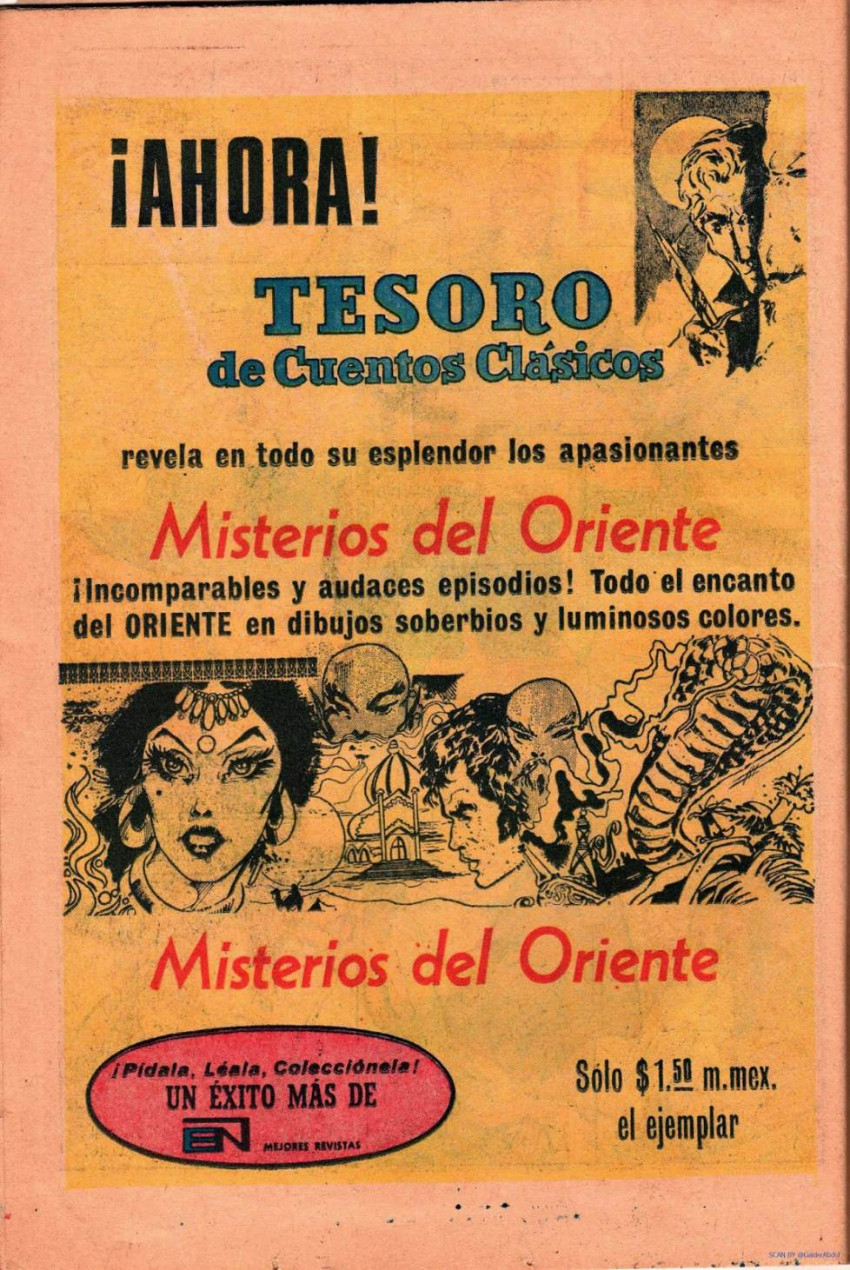 ¡AHORA!
TESORO
de Cuentos Clásicos
revela en todo su esplendor los apasionantes
Misterios del Oriente
¡Incomparables y audaces episodios! Todo el encanto
del ORIENTE en dibujos soberbios y luminosos colores.
Misterios del Oriente
¡Pídala, Léala, Colecciónela!
UN ÉXITO MÁS DE
EN MEJORES REVISTAS
Sólo $1.50 m.mex.
el ejemplar